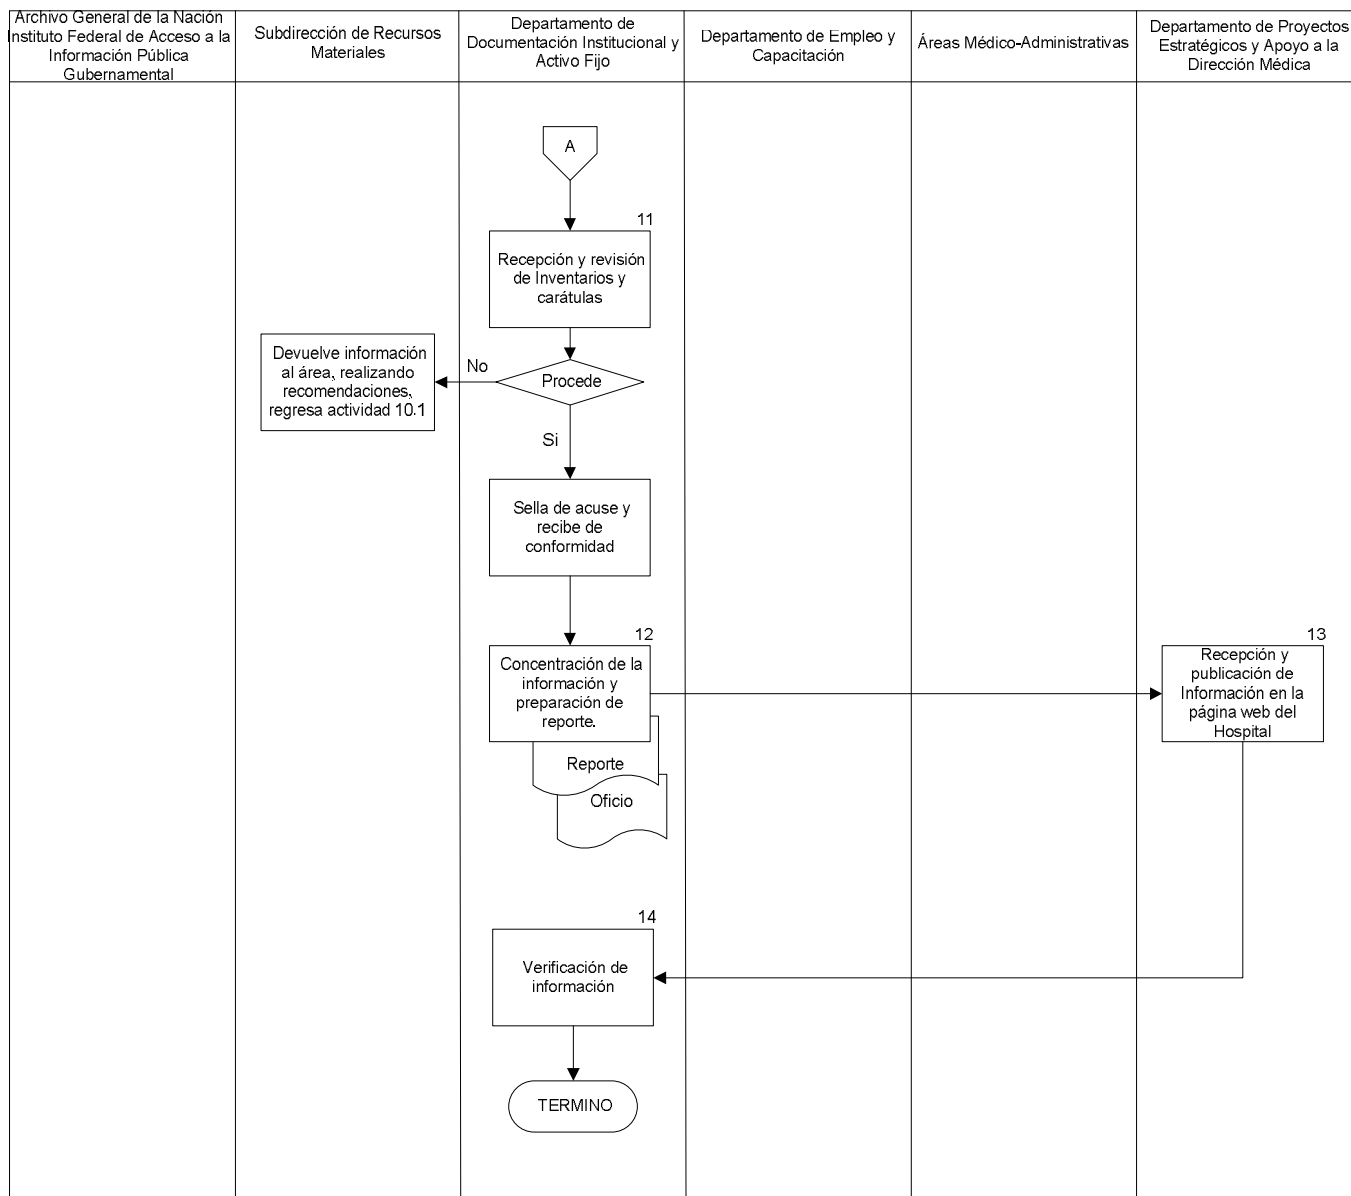 Archivo General de la Nación
Instituto Federal de Acceso a la
Información Pública
Gubernamental
Subdirección de Recursos
Materiales
Departamento de
Documentación Institucional y
Activo Fijo
Departamento de Empleo y
Capacitación
Áreas Médico-Administrativas
Departamento de Proyectos
Estratégicos y Apoyo a la
Dirección Médica
A
11
Recepción y revisión
de Inventarios y
carátulas
Devuelve información
al área, realizando
recomendaciones,
regresa actividad 10.1
No
Procede
Si
Sella de acuse y
recibe de
conformidad
12
Concentración de la
información y
preparación de
reporte.
Reporte
Oficio
13
Recepción y
publicación de
Información en la
página web del
Hospital
14
Verificación de
información
TERMINO